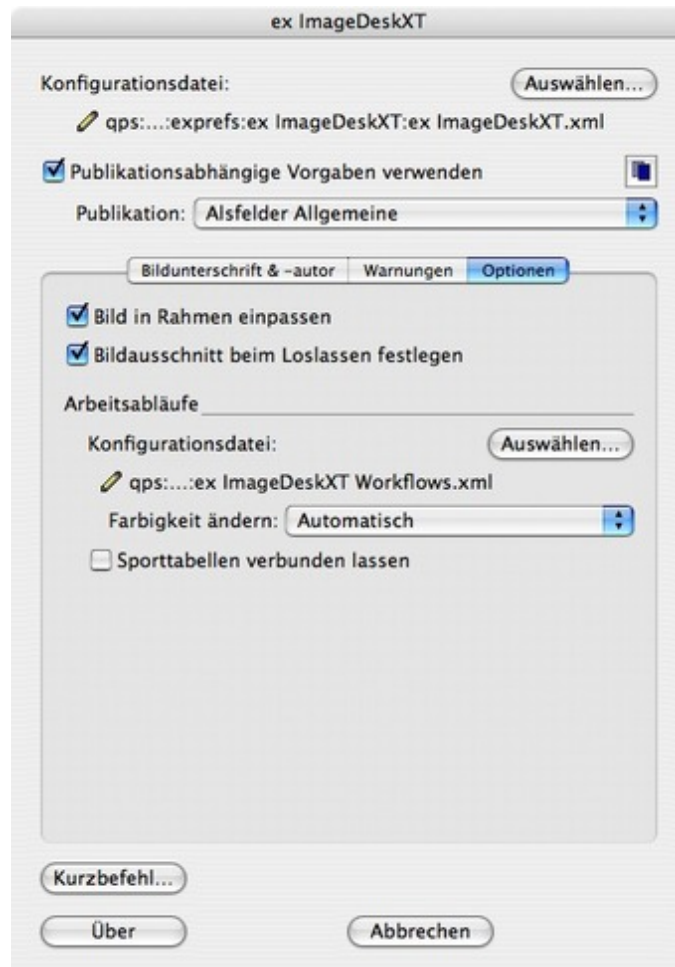 ex ImageDeskXT
Konfigurationsdatei: Auswählen...
qps:...:exprefs:ex ImageDeskXT:ex ImageDeskXT.xml
Publikationsabhängige Vorgaben verwenden
Publikation: Alsfelder Allgemeine
Bildunterschrift & -autor Warnungen Optionen
Bild in Rahmen einpassen
Bildausschnitt beim Loslassen festlegen
Arbeitsabläufe
Konfigurationsdatei: Auswählen...
qps:...:ex ImageDeskXT Workflows.xml
Farbigkeit ändern: Automatisch
Sporttabellen verbunden lassen
Kurzbefehl...
Über Abbrechen